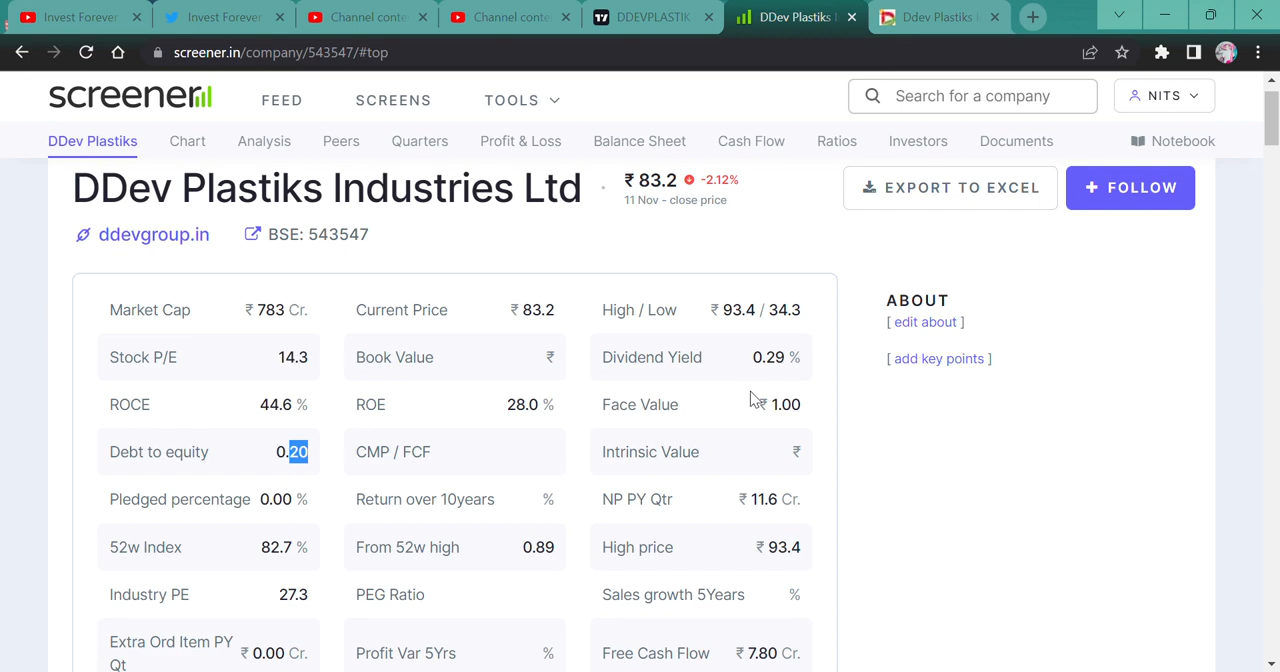 Invest Forever
Invest Forever
Channel conte
Channel conte
DDEVPLASTIK
DDev Plastiks
Ddev Plastiks
screener.in/company/543547/#top
screener
FEED
SCREENS
TOOLS
Search for a company
NITS
DDev Plastiks
Chart
Analysis
Peers
Quarters
Profit & Loss
Balance Sheet
Cash Flow
Ratios
Investors
Documents
Notebook
DDev Plastiks Industries Ltd
₹ 83.2 -2.12%
11 Nov - close price
EXPORT TO EXCEL
+ FOLLOW
ddevgroup.in
BSE: 543547
Market Cap ₹ 783 Cr.
Current Price ₹ 83.2
High / Low ₹ 93.4 / 34.3
Stock P/E 14.3
Book Value ₹
Dividend Yield 0.29 %
ROCE 44.6 %
ROE 28.0 %
Face Value ₹ 1.00
Debt to equity 0.20
CMP / FCF
Intrinsic Value ₹
Pledged percentage 0.00 %
Return over 10years %
NP PY Qtr ₹ 11.6 Cr.
52w Index 82.7 %
From 52w high 0.89
High price ₹ 93.4
Industry PE 27.3
PEG Ratio
Sales growth 5Years %
Extra Ord Item PY
Qt
₹ 0.00 Cr.
Profit Var 5Yrs %
Free Cash Flow ₹ 7.80 Cr.
ABOUT
[ edit about ]
[ add key points ]